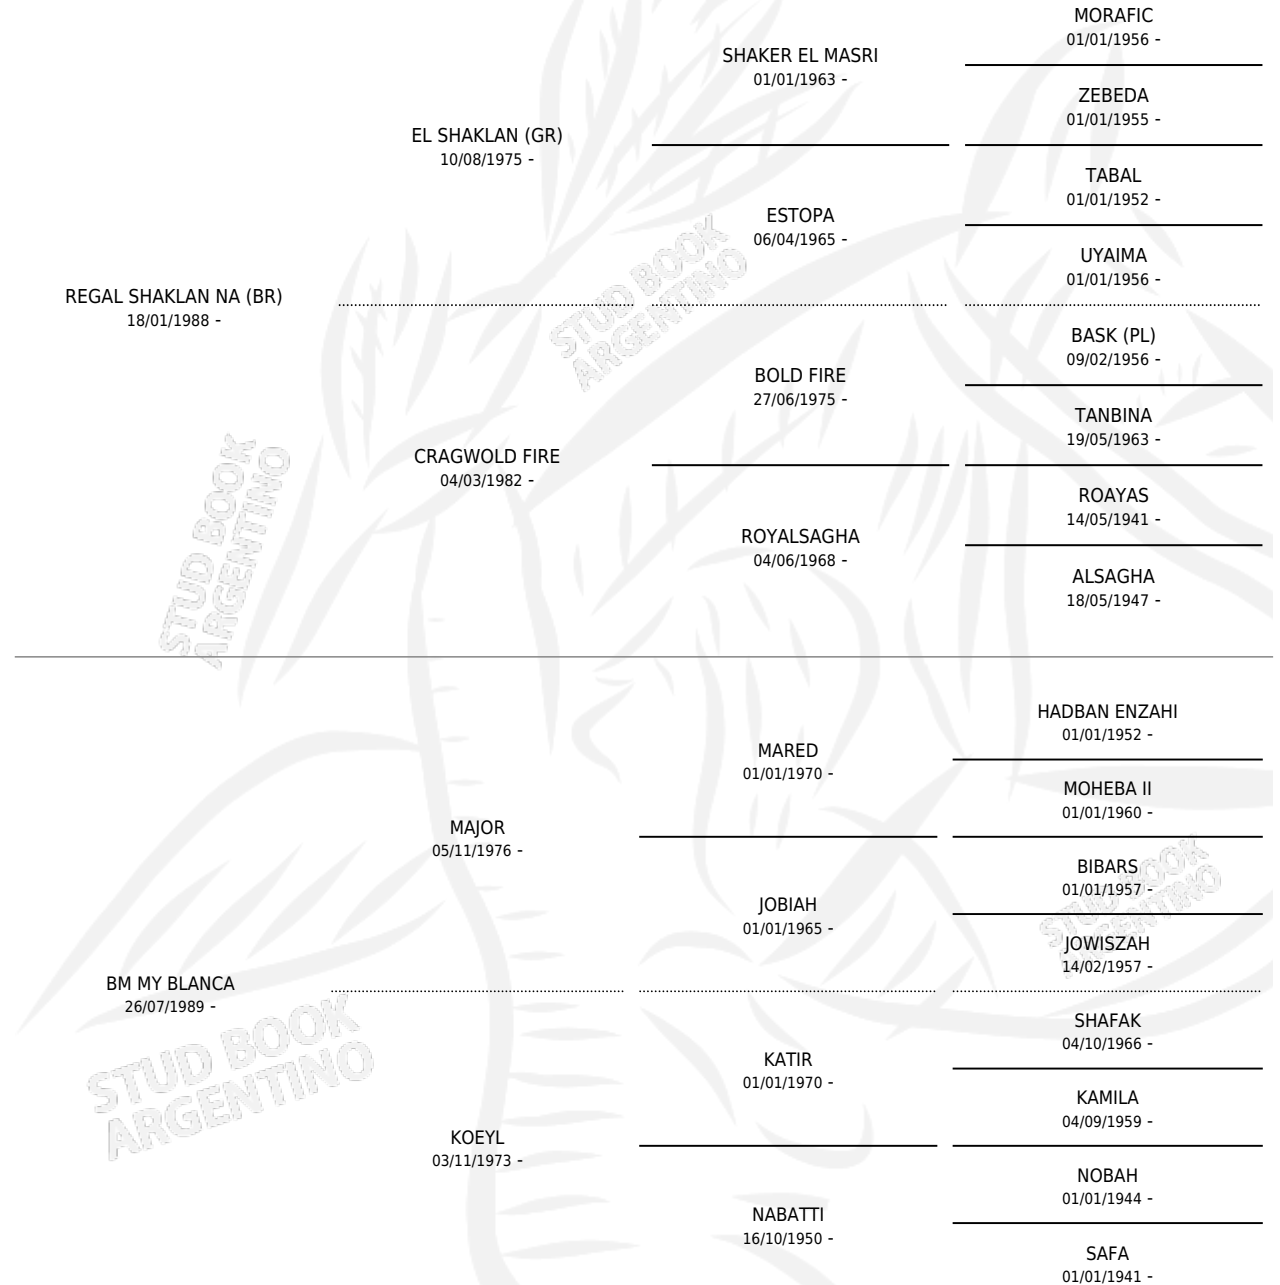 MORAFIC
01/01/1956 -
SHAKER EL MASRI
01/01/1963 -
ZEBEDA
01/01/1955 -
EL SHAKLAN (GR)
10/08/1975 -
TABAL
01/01/1952 -
ESTOPA
06/04/1965 -
UYAIMA
01/01/1956 -
REGAL SHAKLAN NA (BR)
18/01/1988 -
BASK (PL)
09/02/1956 -
BOLD FIRE
27/06/1975 -
TANBINA
19/05/1963 -
CRAGWOLD FIRE
04/03/1982 -
ROAYAS
14/05/1941 -
ROYALSAGHA
04/06/1968 -
ALSAGHA
18/05/1947 -
STUD BOOK
ARGENTINO
STUD BOOK
ARGENTINO
HADBAN ENZAHI
01/01/1952 -
MARED
01/01/1970 -
MOHEBA II
01/01/1960 -
MAJOR
05/11/1976 -
BIBARS
01/01/1957 -
JOBIAH
01/01/1965 -
JOWISZAH
14/02/1957 -
BM MY BLANCA
26/07/1989 -
SHAFAK
04/10/1966 -
KATIR
01/01/1970 -
KAMILA
04/09/1959 -
KOEYL
03/11/1973 -
NOBAH
01/01/1944 -
NABATTI
16/10/1950 -
SAFA
01/01/1941 -
STUD BOOK
ARGENTINO
STUD BOOK
ARGENTINO